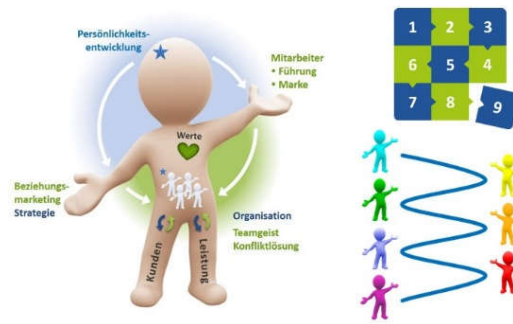 Persönlichkeits-
entwicklung
Mitarbeiter
• Führung
• Marke
Werte
Beziehungs-
marketing
Strategie
Organisation
Teamgeist
Konfliktlösung
Kunden
Leistung
1 2 3
6 5 4
7 8 9